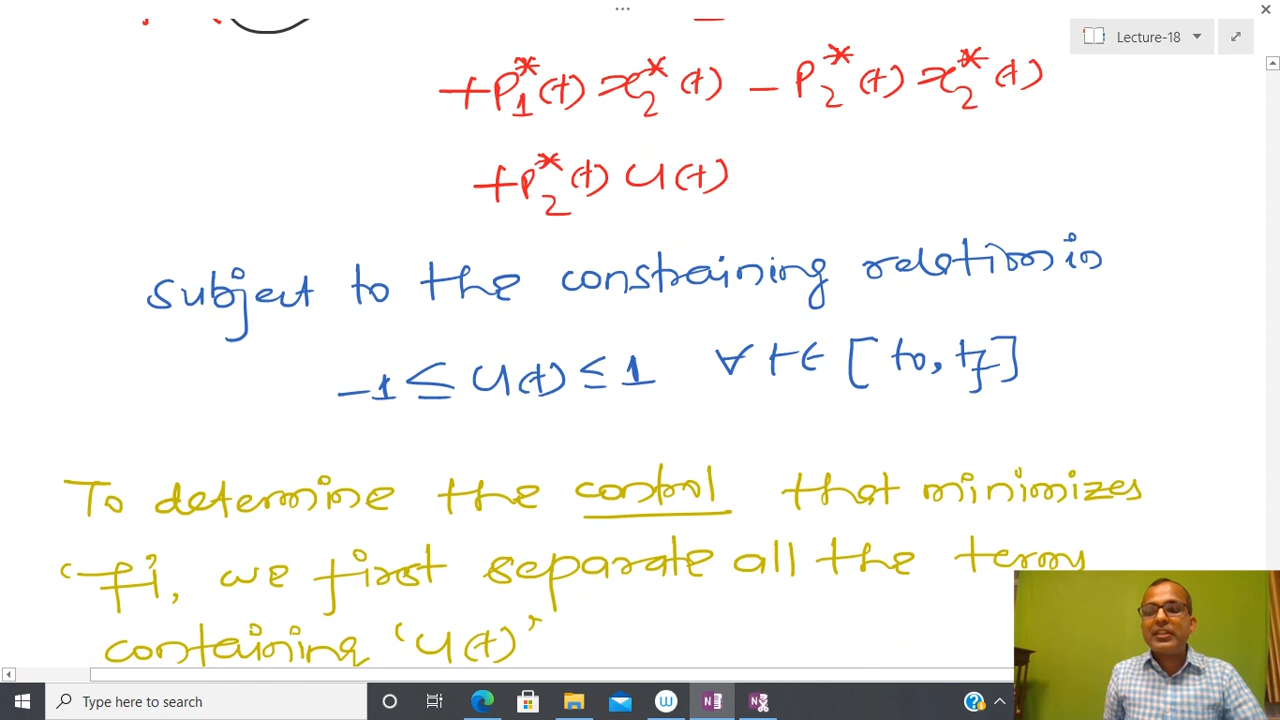 Lecture-18
+P₁*(t) x₂*(t) - P₂*(t) x₂*(t)
+P₂*(t) u(t)
subject to the constraining relation is
-1 ≤ u(t) ≤ 1 ∀ t ∈ [to, tf]
To determine the control that minimizes
we first separate all the terms
containing 'u(t)'
Type here to search